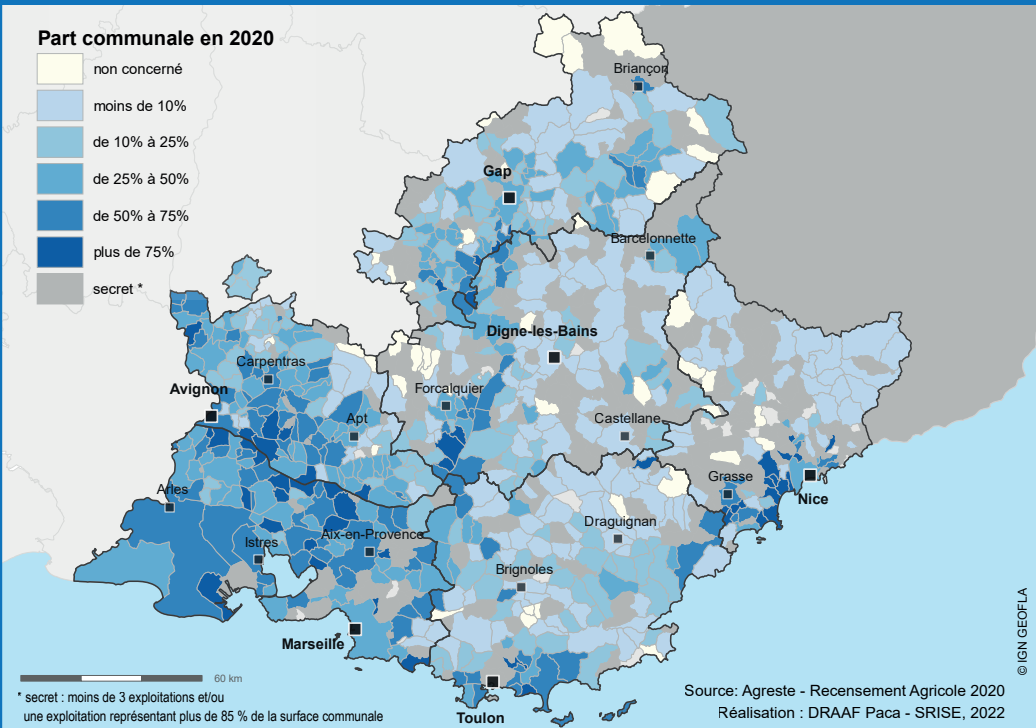 Part communale en 2020
non concerné
moins de 10%
de 10% à 25%
de 25% à 50%
de 50% à 75%
plus de 75%
secret *
Briançon
Gap
Barcelonnette
Digne-les-Bains
Carpentras
Avignon
Forcalquier
Apt
Castellane
Grasse
Nice
Arles
Draguignan
Istres
Aix-en-Provence
Brignoles
Marseille
Toulon
60 km
* secret : moins de 3 exploitations et/ou
une exploitation représentant plus de 85 % de la surface communale
Source: Agreste - Recensement Agricole 2020
Réalisation : DRAAF Paca - SRISE, 2022
© IGN GEOFLA